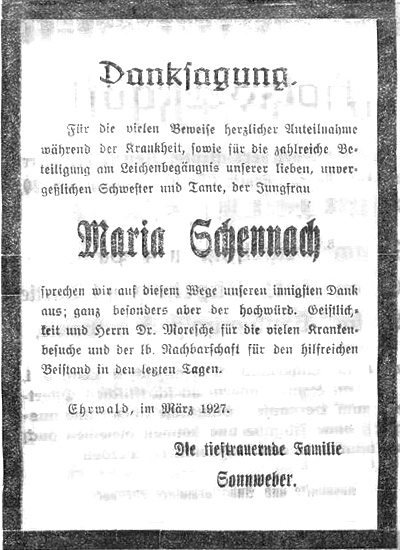 Danksagung.
Für die vielen Beweise herzlicher Anteilnahme
während der Krankheit, sowie für die zahlreiche Be-
teiligung am Leichenbegängnis unserer lieben, unver-
geßlichen Schwester und Tante, der Jungfrau
Maria Schennach
sprechen wir auf diesem Wege unseren innigsten Dank
aus; ganz besonders aber der hochwürd. Geistlich-
keit und Herrn Dr. Moresche für die vielen Kranken-
besuche und der lb. Nachbarschaft für den hilfreichen
Beistand in den letzten Tagen.
Ehrwald, im März 1927.
Die tieftrauernde Familie
Sonnweber.